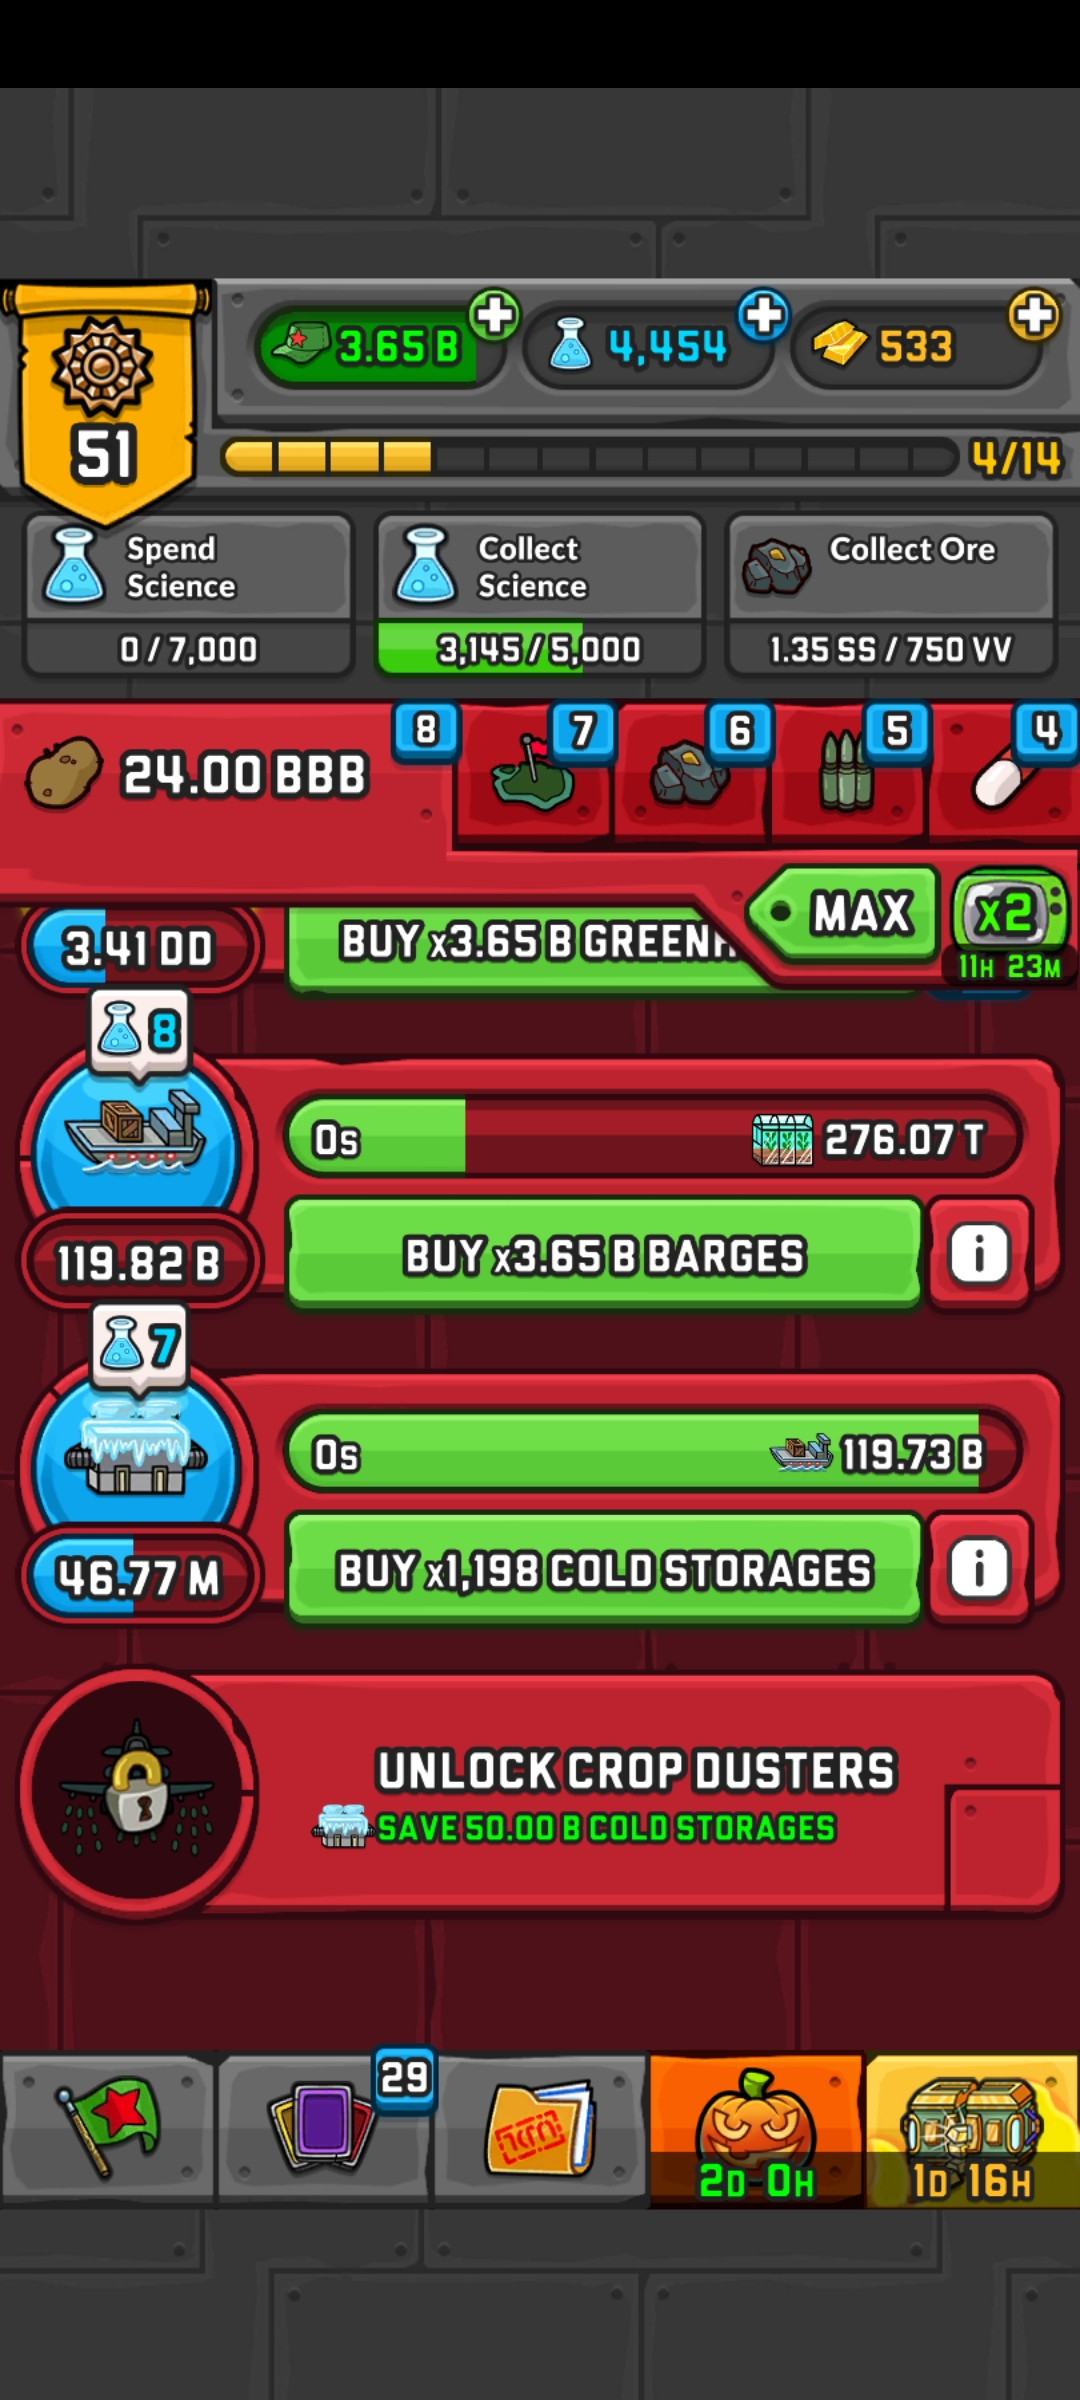 3.65 B
4,454
533
51
4/14
Spend
Science
0 / 7,000
Collect
Science
3,145 / 5,000
Collect Ore
1.35 SS / 750 VV
24.00 BBB
8
7
6
5
4
MAX
x2
11H 23M
3.41 DD
BUY x3.65 B GREENH
8
0s
276.07 T
119.82 B
BUY x3.65 B BARGES
i
7
0s
119.73 B
46.77 M
BUY x1,198 COLD STORAGES
i
UNLOCK CROP DUSTERS
SAVE 50.00 B COLD STORAGES
29
2D 0H
1D 16H